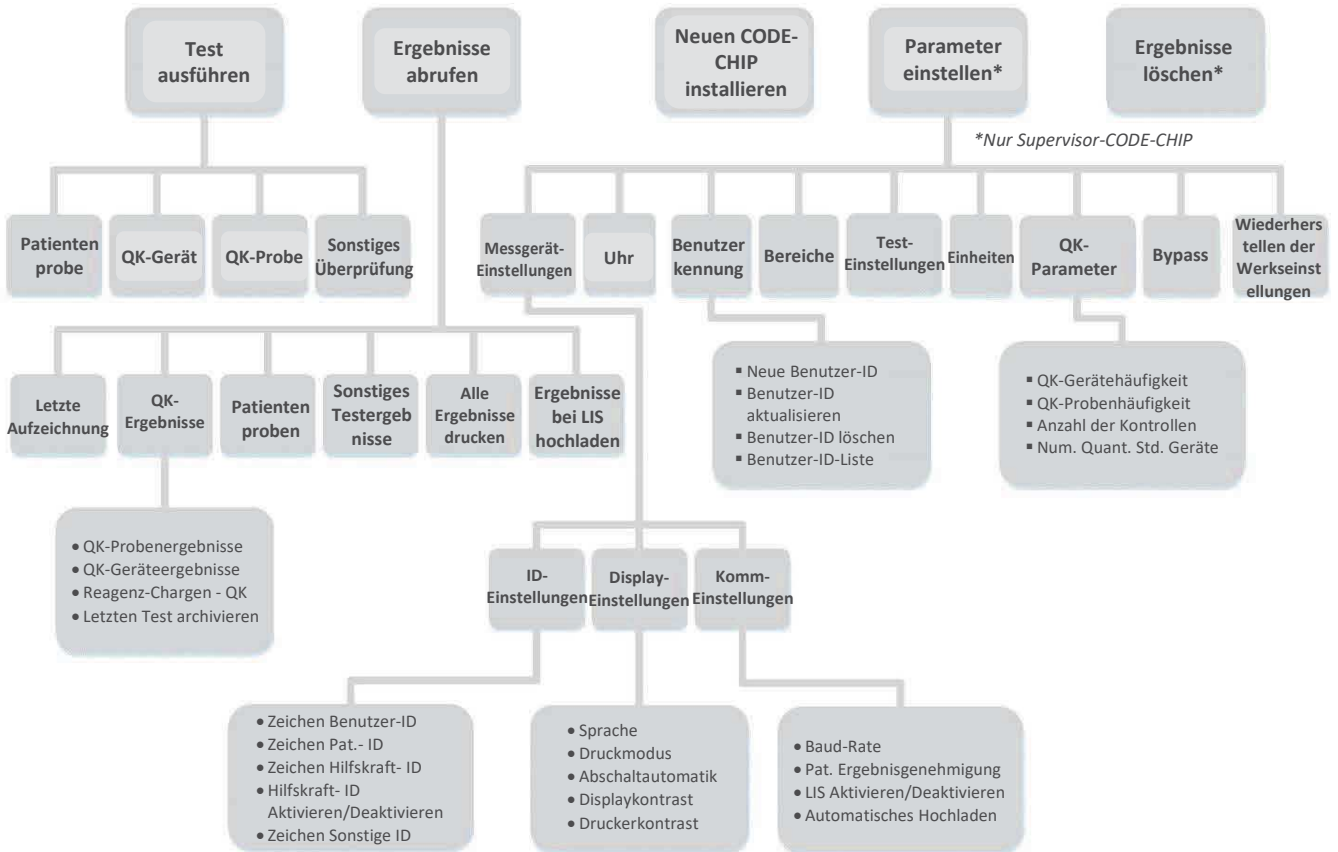 Test
ausführen
Ergebnisse
abrufen
Neuen CODE-
CHIP
installieren
Parameter
einstellen*
Ergebnisse
löschen*
*Nur Supervisor-CODE-CHIP
Patienten
probe
QK-Gerät
QK-Probe
Sonstiges
Überprüfung
Messgerät-
Einstellungen
Uhr
Benutzer
kennung
Bereiche
Test-
Einstellungen
Einheiten
QK-
Parameter
Bypass
Wiederhers
tellen der
Werkseinst
ellungen
Letzte
Aufzeichnung
QK-
Ergebnisse
Patienten
proben
Sonstiges
Testergeb
nisse
Alle
Ergebnisse
drucken
Ergebnisse
bei LIS
hochladen
▪ Neue Benutzer-ID
▪ Benutzer-ID
aktualisieren
▪ Benutzer-ID löschen
▪ Benutzer-ID-Liste
▪ QK-Gerätehäufigkeit
▪ QK-Probenhäufigkeit
▪ Anzahl der Kontrollen
▪ Num. Quant. Std. Geräte
• QK-Probenergebnisse
• QK-Geräteergebnisse
• Reagenz-Chargen - QK
• Letzten Test archivieren
ID-
Einstellungen
Display-
Einstellungen
Komm-
Einstellungen
• Zeichen Benutzer-ID
• Zeichen Pat.- ID
• Zeichen Hilfskraft- ID
• Hilfskraft- ID
Aktivieren/Deaktivieren
• Zeichen Sonstige ID
• Sprache
• Druckmodus
• Abschaltautomatik
• Displaykontrast
• Druckerkontrast
• Baud-Rate
• Pat. Ergebnisgenehmigung
• LIS Aktivieren/Deaktivieren
• Automatisches Hochladen